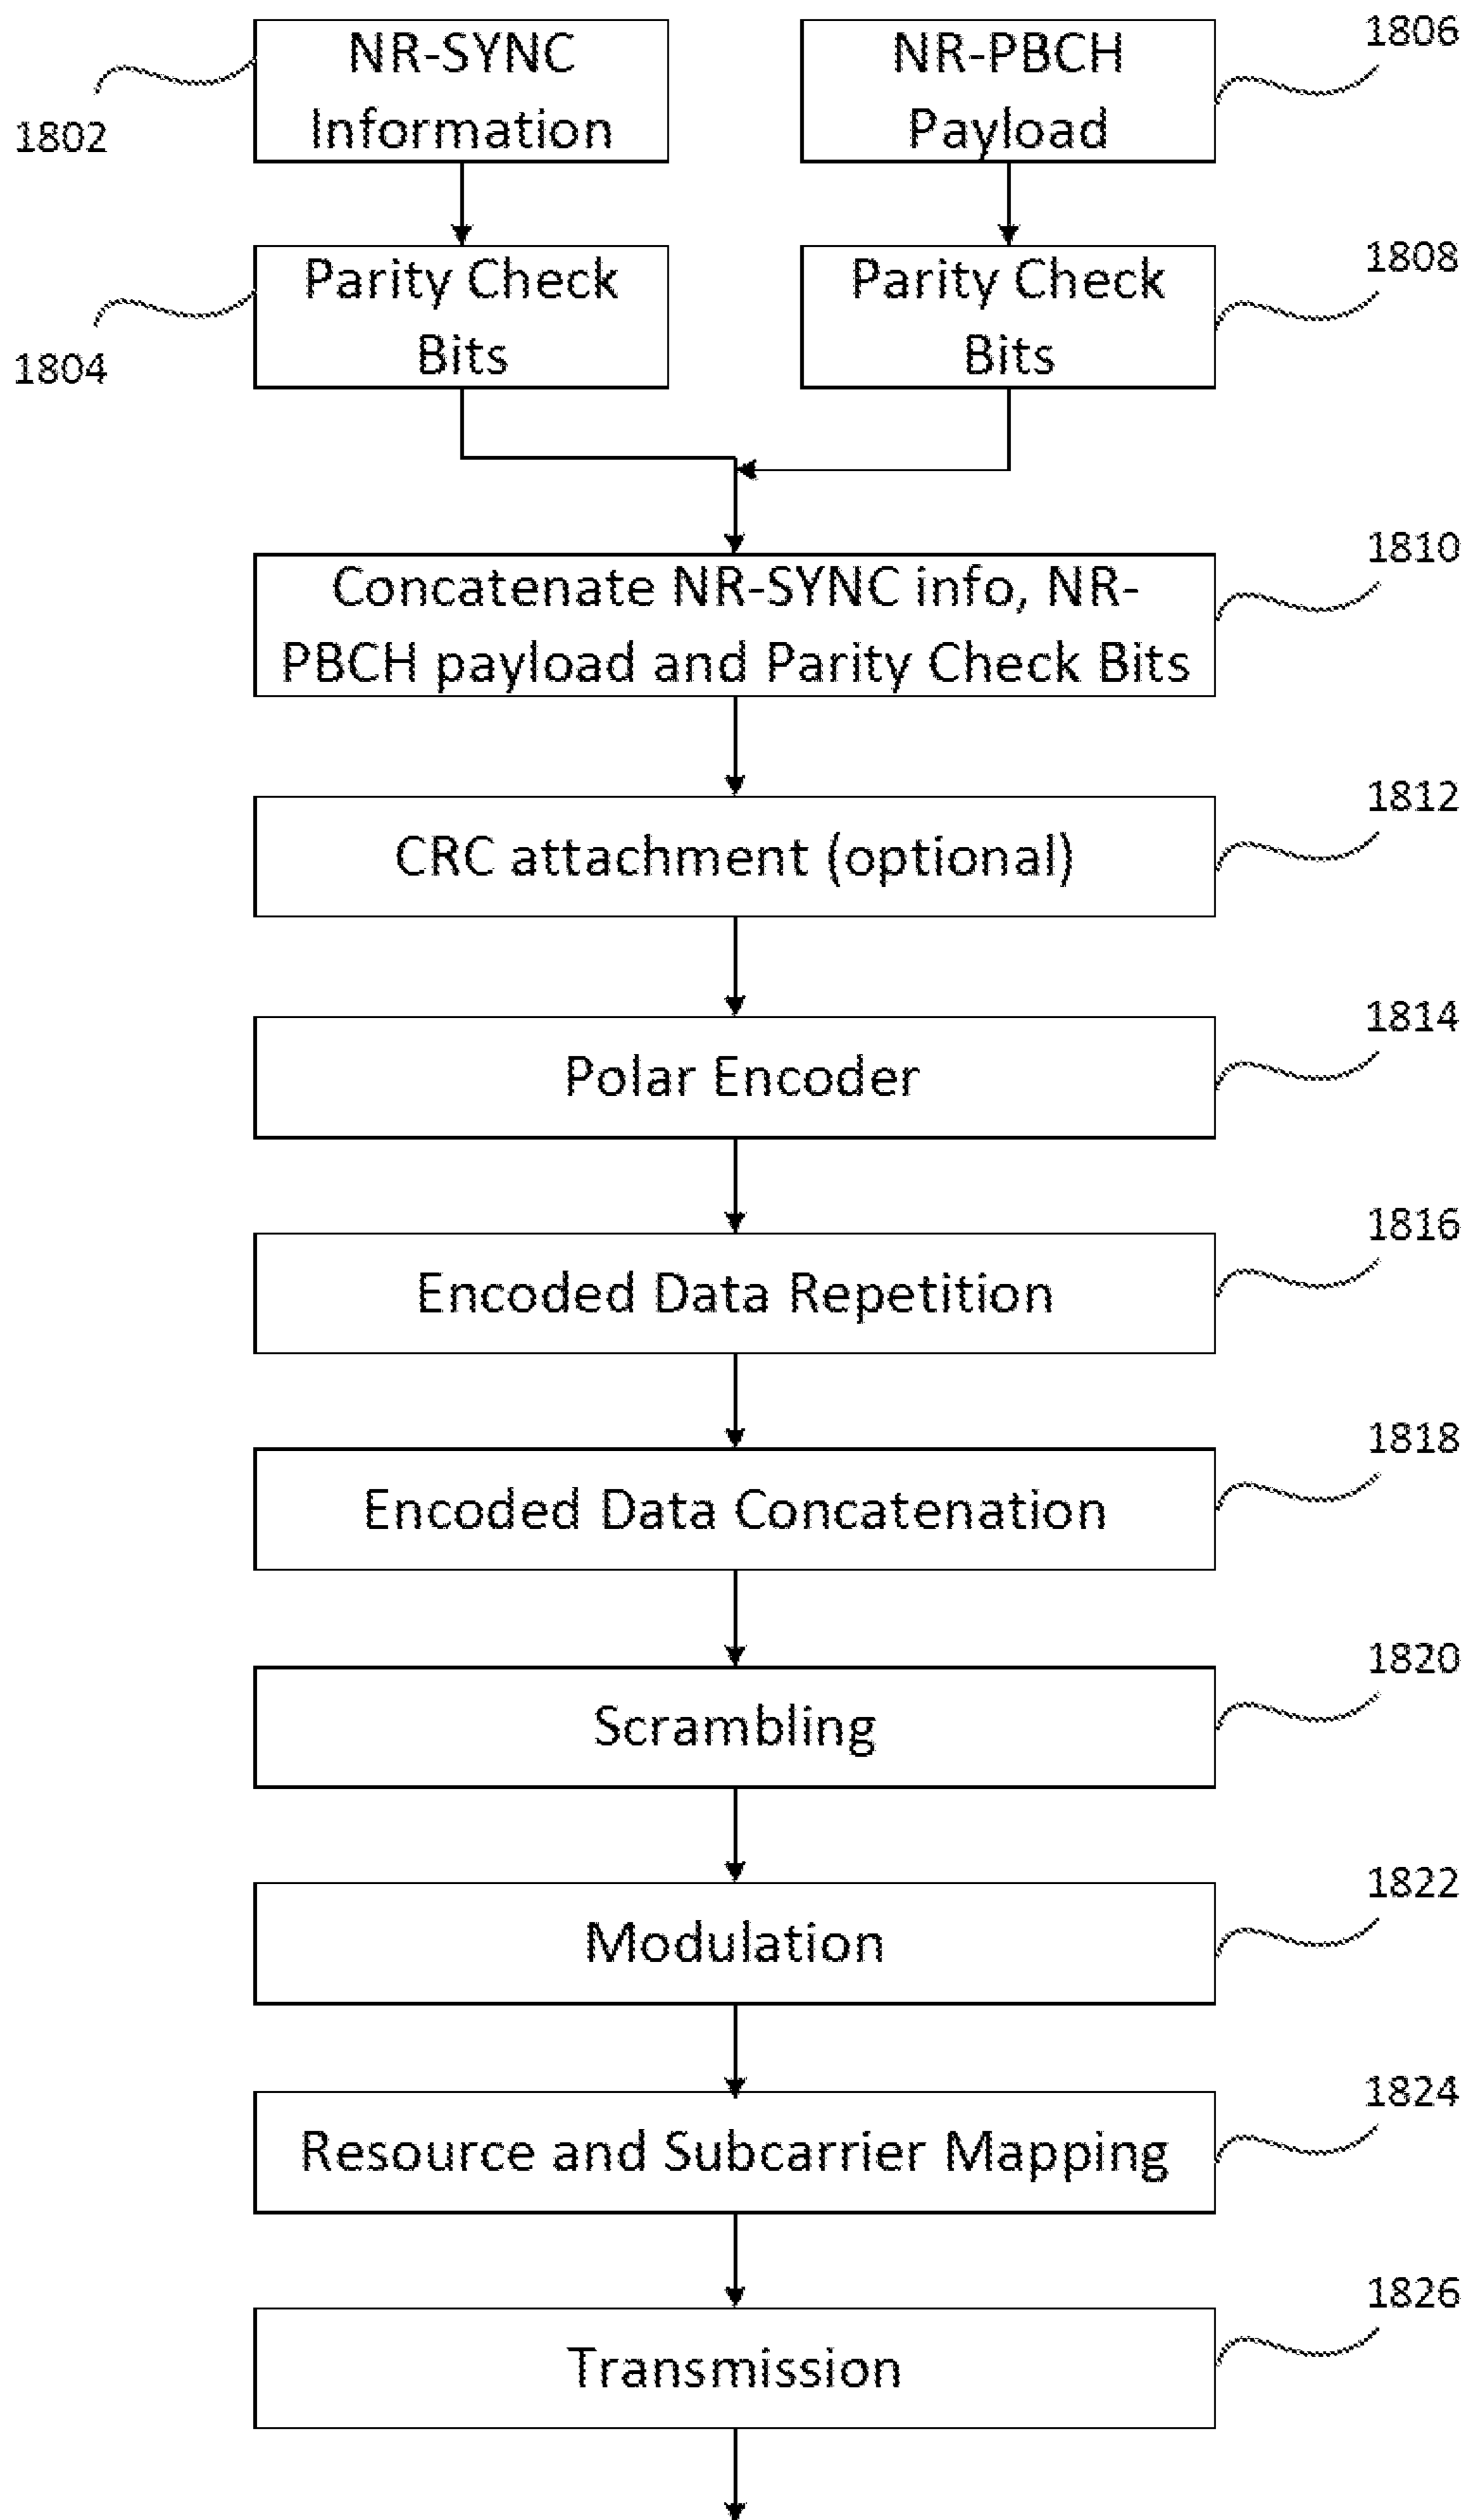 NR-SYNC
Information
1802
NR-PBCH
Payload
1806
Parity Check
Bits
1804
Parity Check
Bits
1808
Concatenate NR-SYNC info, NR-
PBCH payload and Parity Check Bits
1810
CRC attachment (optional)
1812
Polar Encoder
1814
Encoded Data Repetition
1816
Encoded Data Concatenation
1818
Scrambling
1820
Modulation
1822
Resource and Subcarrier Mapping
1824
Transmission
1826